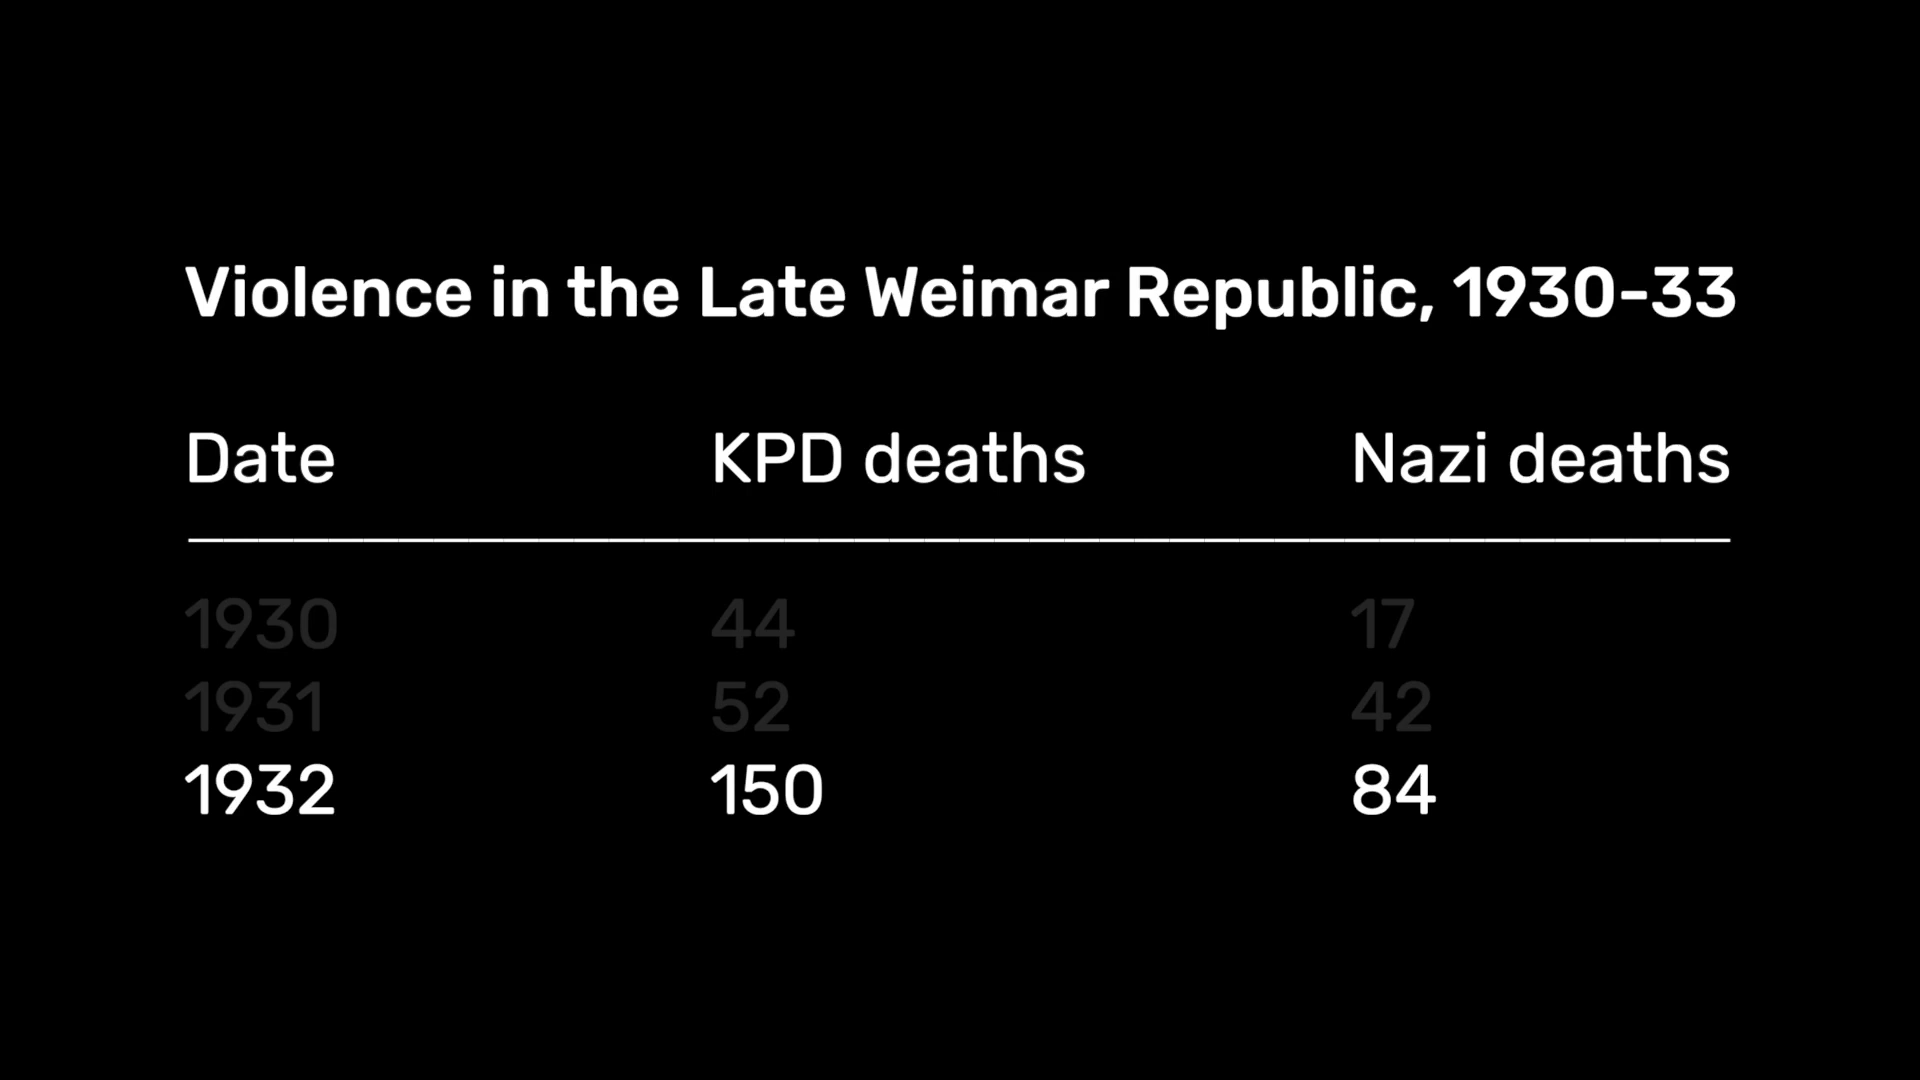 Violence in the Late Weimar Republic, 1930-33
Date KPD deaths Nazi deaths
1930 44 17
1931 52 42
1932 150 84